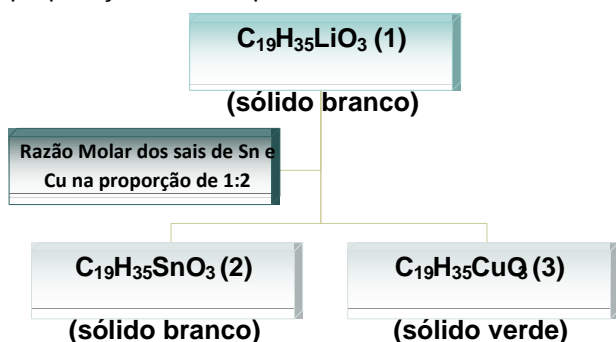 C₁₉H₃₅LiO₃ (1)
(sólido branco)
Razão Molar dos sais de Sn e
Cu na proporção de 1:2
C₁₉H₃₅SnO₃ (2)
C₁₉H₃₅CuO₃ (3)
(sólido branco)
(sólido verde)